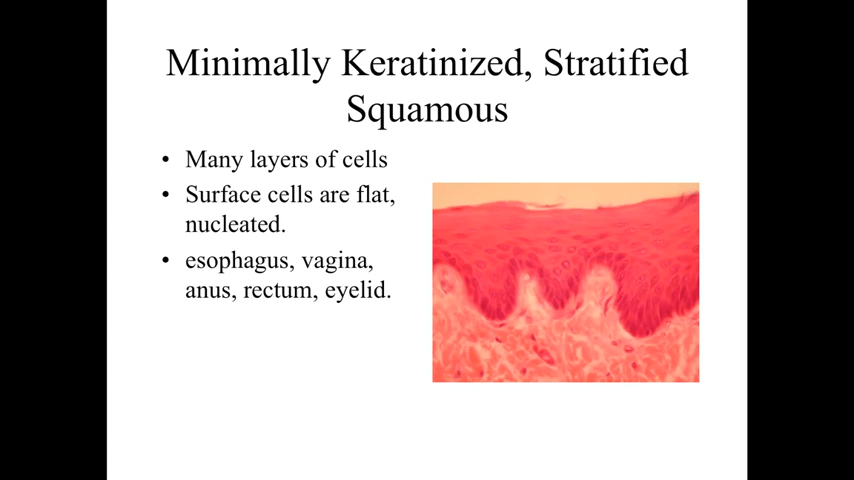 Minimally Keratinized, Stratified
Squamous
• Many layers of cells
• Surface cells are flat,
nucleated.
• esophagus, vagina,
anus, rectum, eyelid.